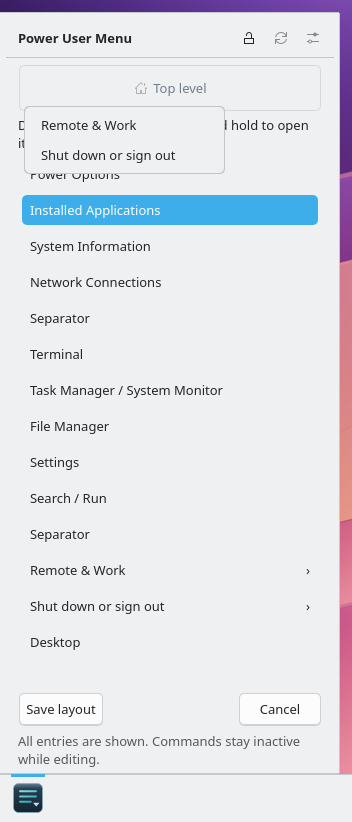 Power User Menu
Top level
Remote & Work
d hold to open
Shut down or sign out
Power Options
Installed Applications
System Information
Network Connections
Separator
Terminal
Task Manager / System Monitor
File Manager
Settings
Search / Run
Separator
Remote & Work ›
Shut down or sign out ›
Desktop
Save layout
Cancel
All entries are shown. Commands stay inactive
while editing.